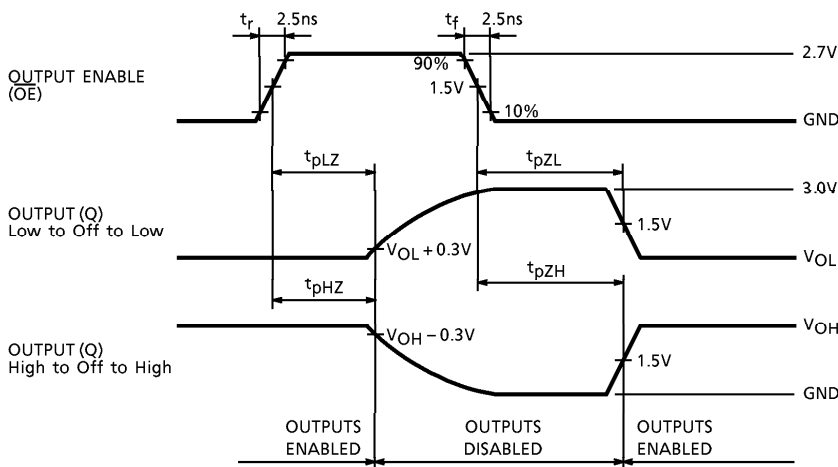 tr 2.5ns tf 2.5ns
OUTPUT ENABLE
(OE)
90%
1.5V
10%
2.7V
GND
tpLZ tpZL
OUTPUT (Q)
Low to Off to Low
3.0V
1.5V
VOL + 0.3V
VOL
tpHZ tpZH
OUTPUT (Q)
High to Off to High
VOH
VOH − 0.3V
1.5V
GND
OUTPUTS
ENABLED
OUTPUTS
DISABLED
OUTPUTS
ENABLED